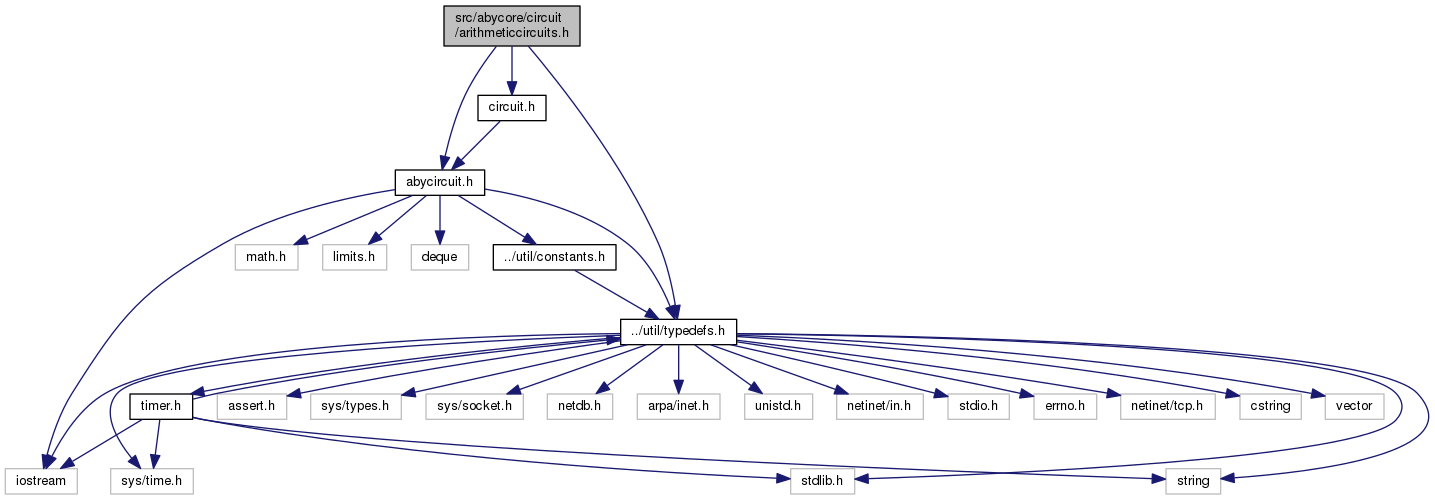 src/abycore/circuit
/arithmeticcircuits.h
circuit.h
abycircuit.h
math.h
limits.h
deque
../util/constants.h
../util/typedefs.h
timer.h
assert.h
sys/types.h
sys/socket.h
netdb.h
arpa/inet.h
unistd.h
netinet/in.h
stdio.h
errno.h
netinet/tcp.h
cstring
vector
iostream
sys/time.h
stdlib.h
string